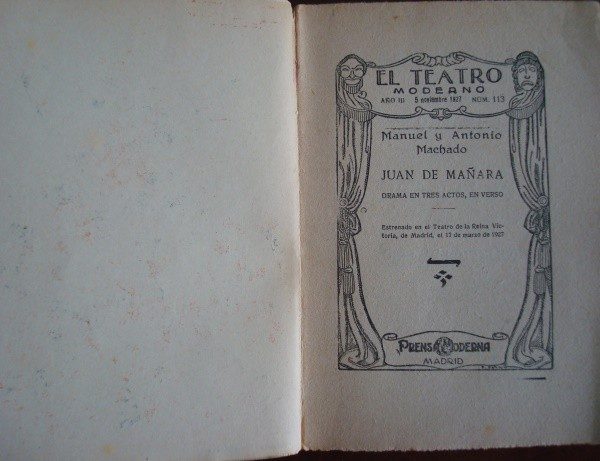 EL TEATRO
MODERNO
AÑO III 5 noviembre 1927 NÚM. 113
Manuel y Antonio
Machado
JUAN DE MAÑARA
DRAMA EN TRES ACTOS, EN VERSO
Estrenado en el Teatro de la Reina Vic-
toria, de Madrid, el 17 de marzo de 1927
PRENSA MODERNA
MADRID